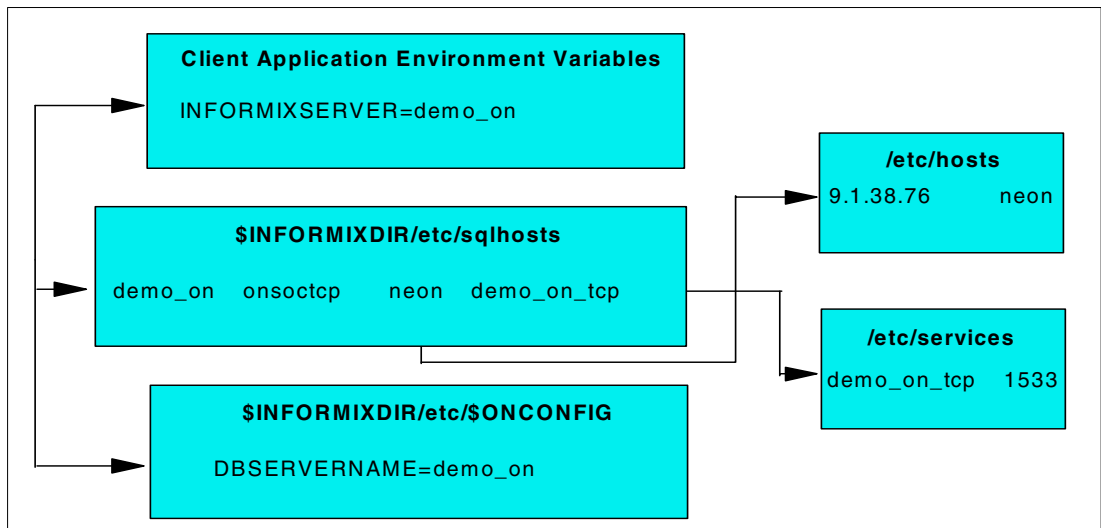 Client Application Environment Variables
INFORMIXSERVER=demo_on
$INFORMIXDIR/etc/sqlhosts
demo_on onsoctcp neon demo_on_tcp
$INFORMIXDIR/etc/$ONCONFIG
DBSERVERNAME=demo_on
/etc/hosts
9.1.38.76 neon
/etc/services
demo_on_tcp 1533